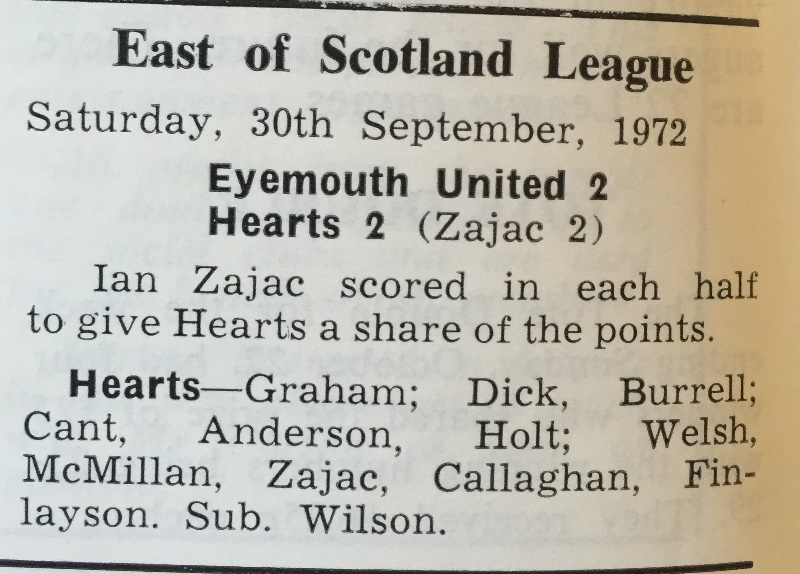 East of Scotland League
Saturday, 30th September, 1972
Eyemouth United 2
Hearts 2 (Zajac 2)
Ian Zajac scored in each half
to give Hearts a share of the points.
Hearts—Graham; Dick, Burrell;
Cant, Anderson, Holt; Welsh,
McMillan, Zajac, Callaghan, Fin-
layson. Sub. Wilson.